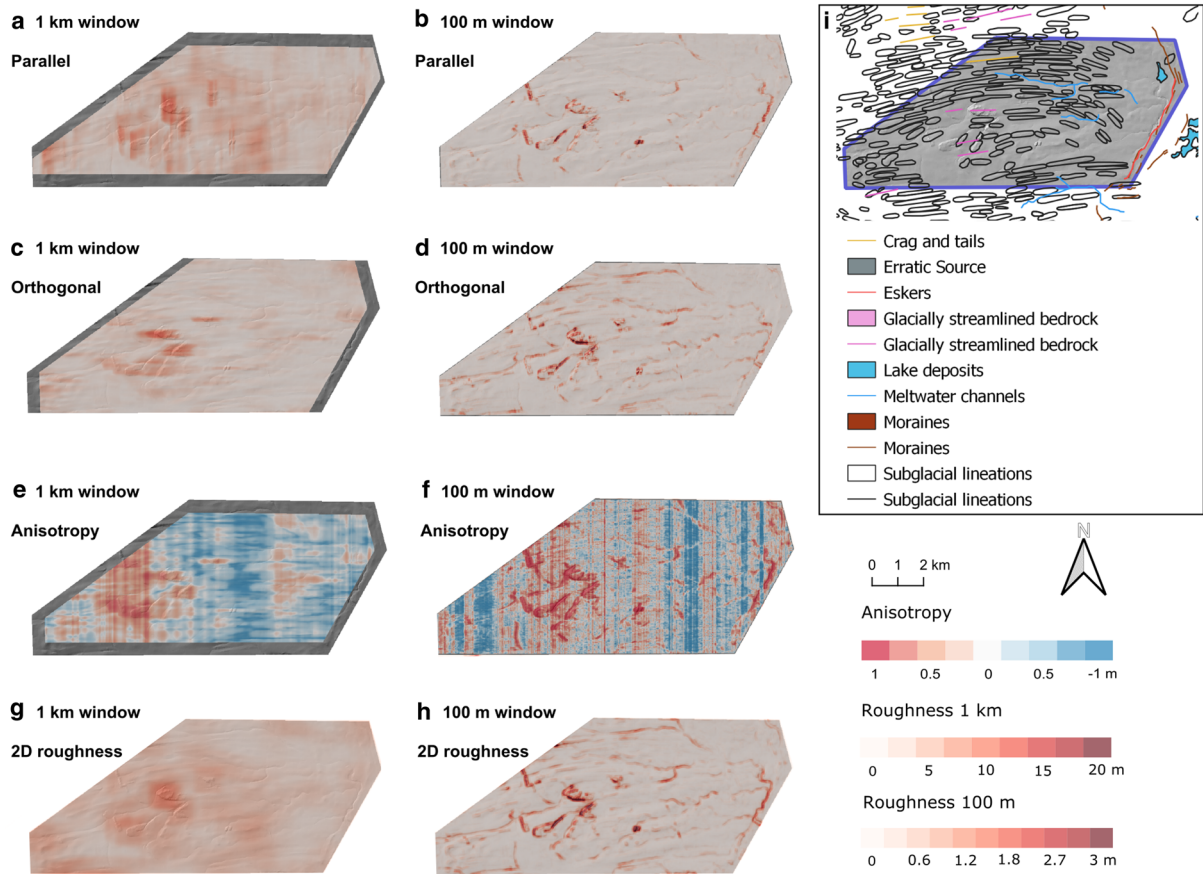 a 1 km window
Parallel
b 100 m window
Parallel
c 1 km window
Orthogonal
d 100 m window
Orthogonal
e 1 km window
Anisotropy
f 100 m window
Anisotropy
g 1 km window
2D roughness
h 100 m window
2D roughness
i
Crag and tails
Erratic Source
Eskers
Glacially streamlined bedrock
Glacially streamlined bedrock
Lake deposits
Meltwater channels
Moraines
Moraines
Subglacial lineations
Subglacial lineations
N
0 1 2 km
Anisotropy
1 0.5 0 0.5 -1 m
Roughness 1 km
0 5 10 15 20 m
Roughness 100 m
0 0.6 1.2 1.8 2.7 3 m